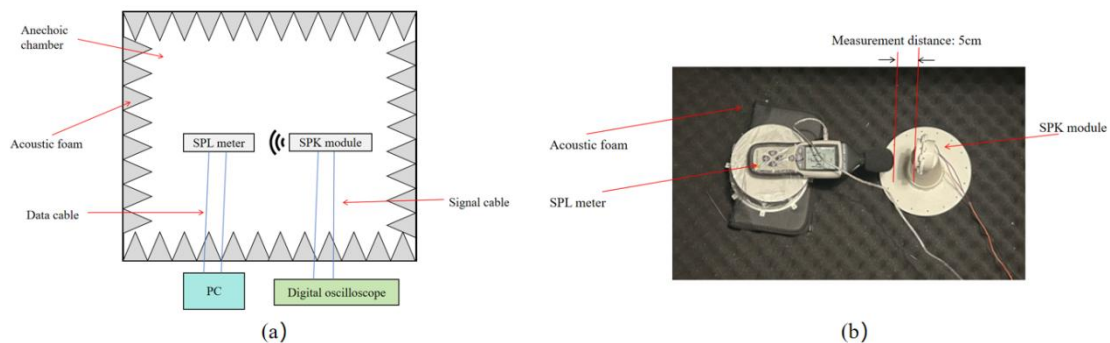 Anechoic
chamber
Acoustic foam
SPL meter
SPK module
Data cable
Signal cable
PC
Digital oscilloscope
(a)
Measurement distance: 5cm
SPK module
Acoustic foam
SPL meter
(b)